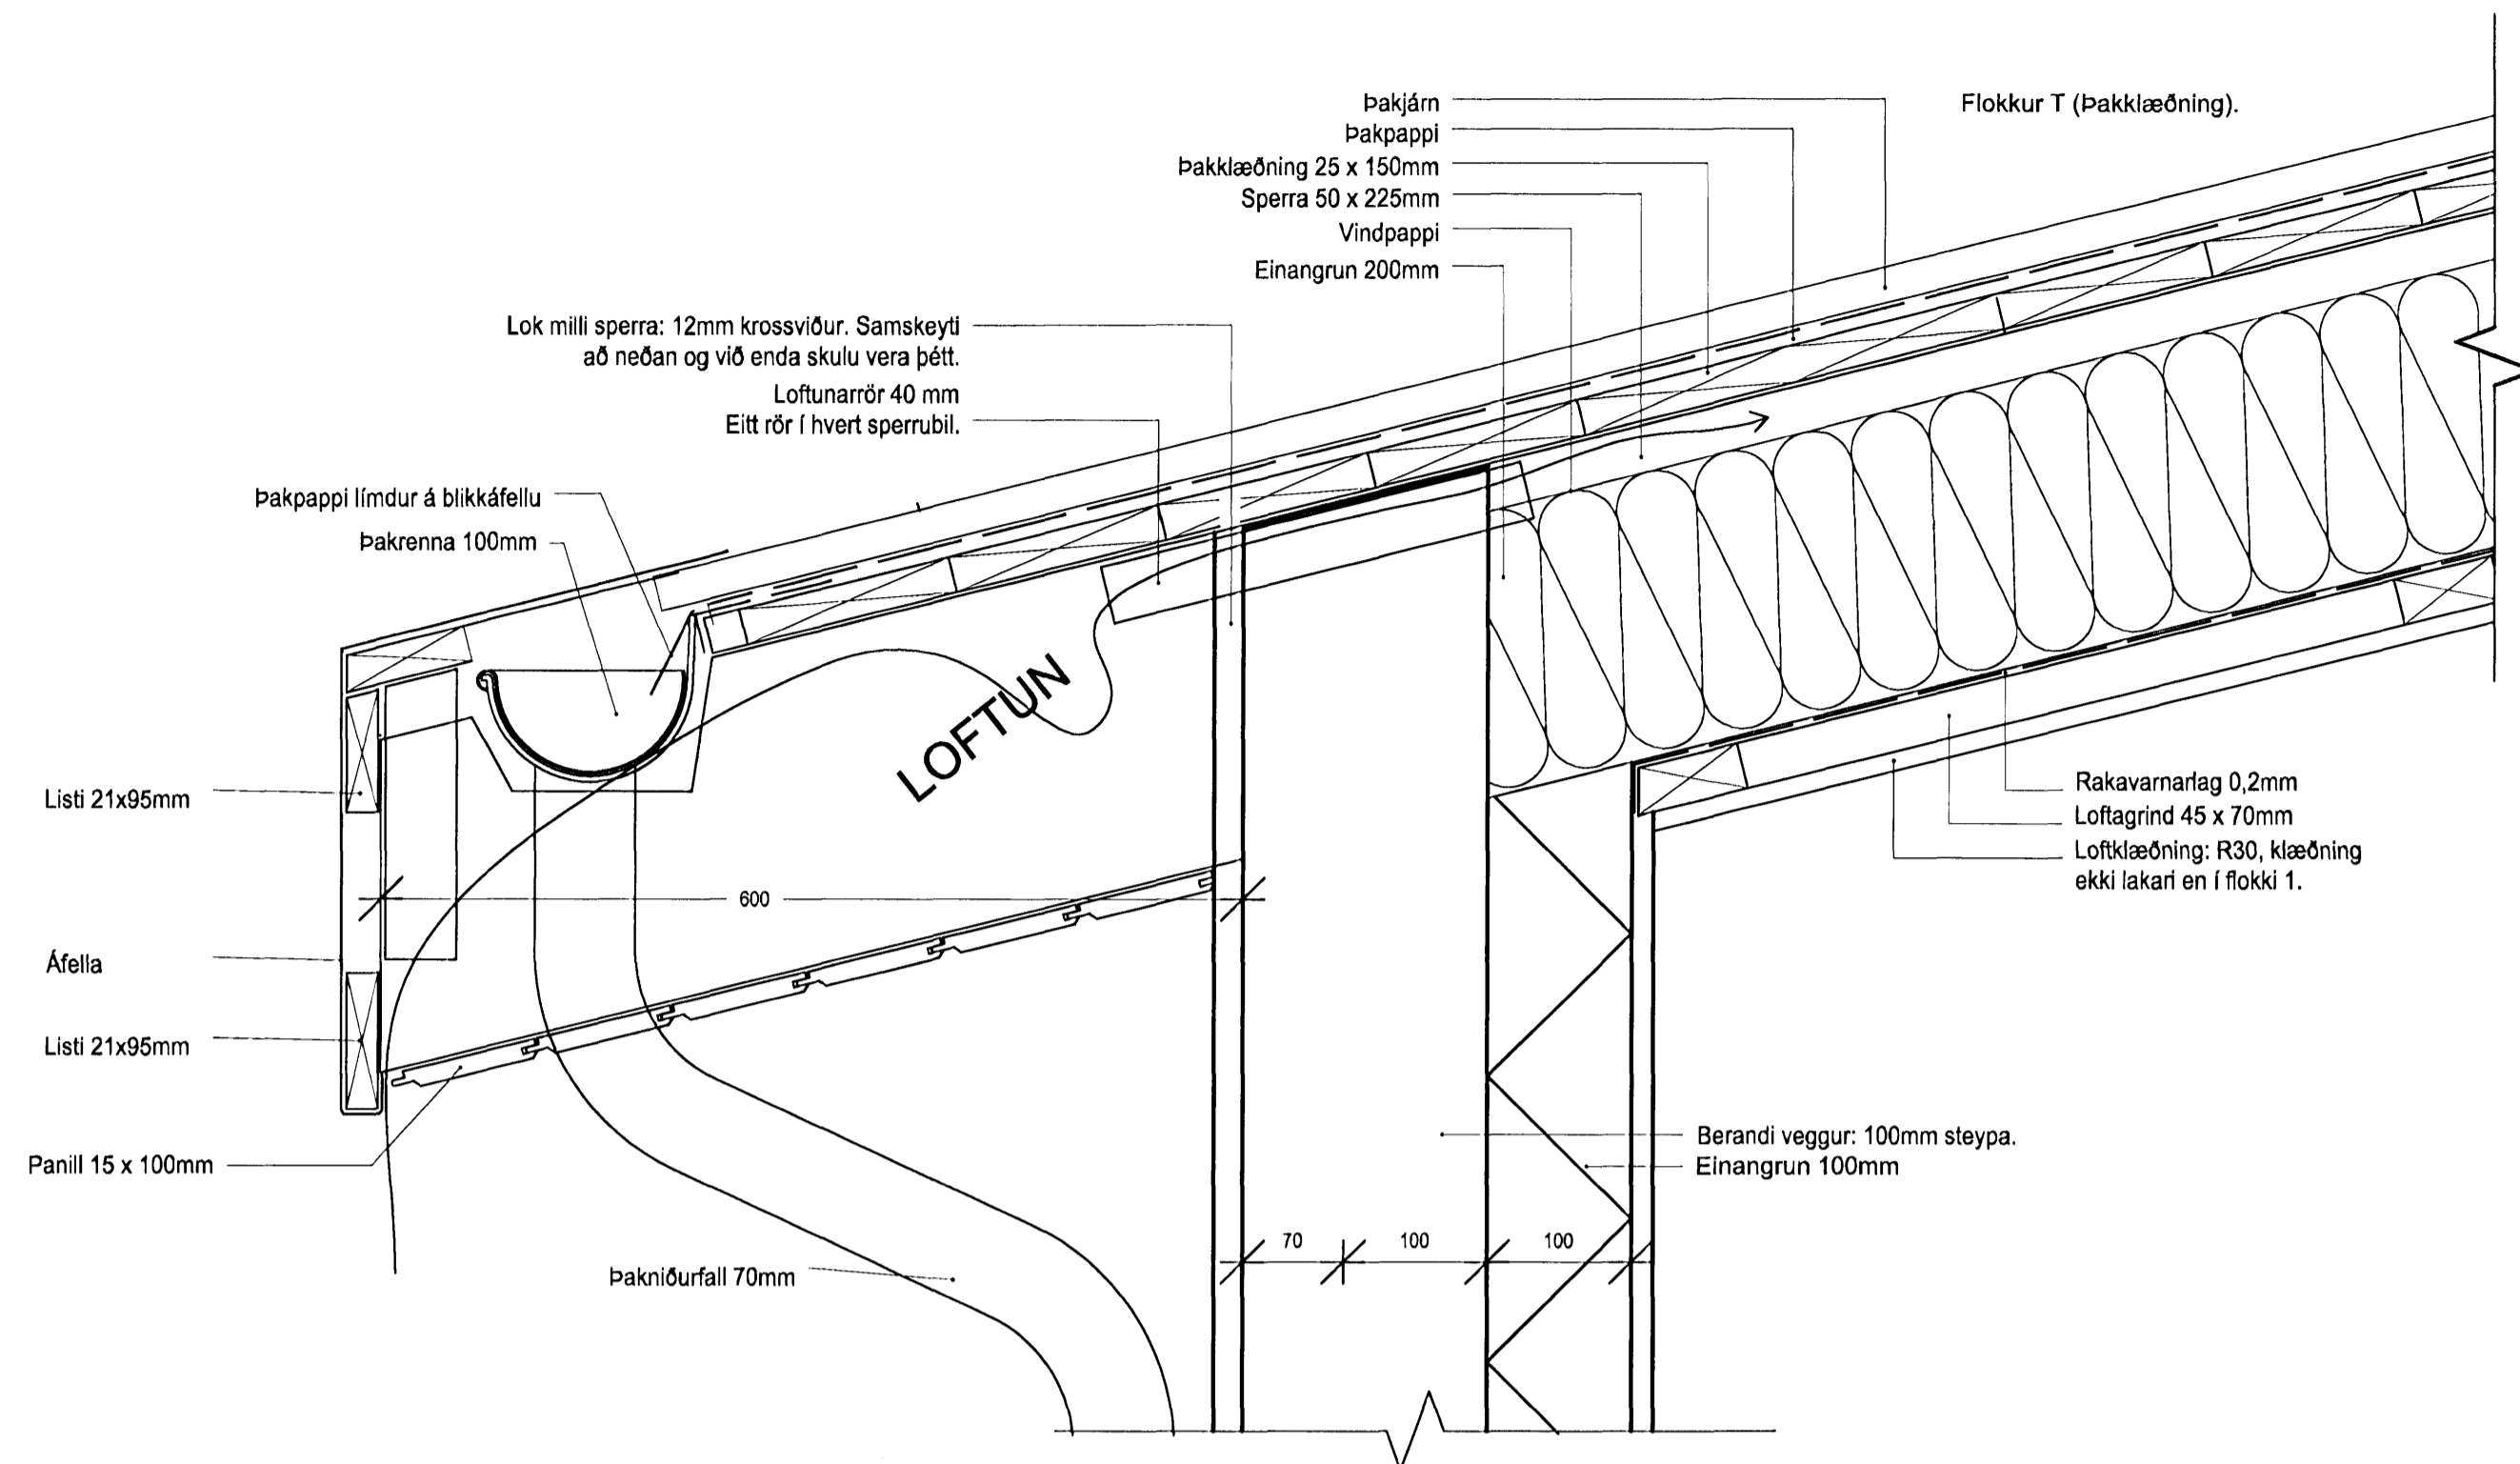 Þakjárn
Þakpappi
Þakklæðning 25 x 150mm
Sperra 50 x 225mm
Vindpappi
Einangrun 200mm
Flokkur T (Þakklæðning).
Lok milli sperra: 12mm krossviður. Samskeyti
að neðan og við enda skulu vera þétt.
Loftunarrör 40 mm
Eitt rör í hvert sperrubil.
Þakpappi límdur á blikkáfellu
Þakrenna 100mm
LOFTUN
Listi 21x95mm
600
Áfella
Listi 21x95mm
Panill 15 x 100mm
Þakniðurfall 70mm
Rakavarnarlag 0,2mm
Loftagrind 45 x 70mm
Loftklæðning: R30, klæðning
ekki lakari en í flokki 1.
Berandi veggur: 100mm steypa.
Einangrun 100mm
70
100
100